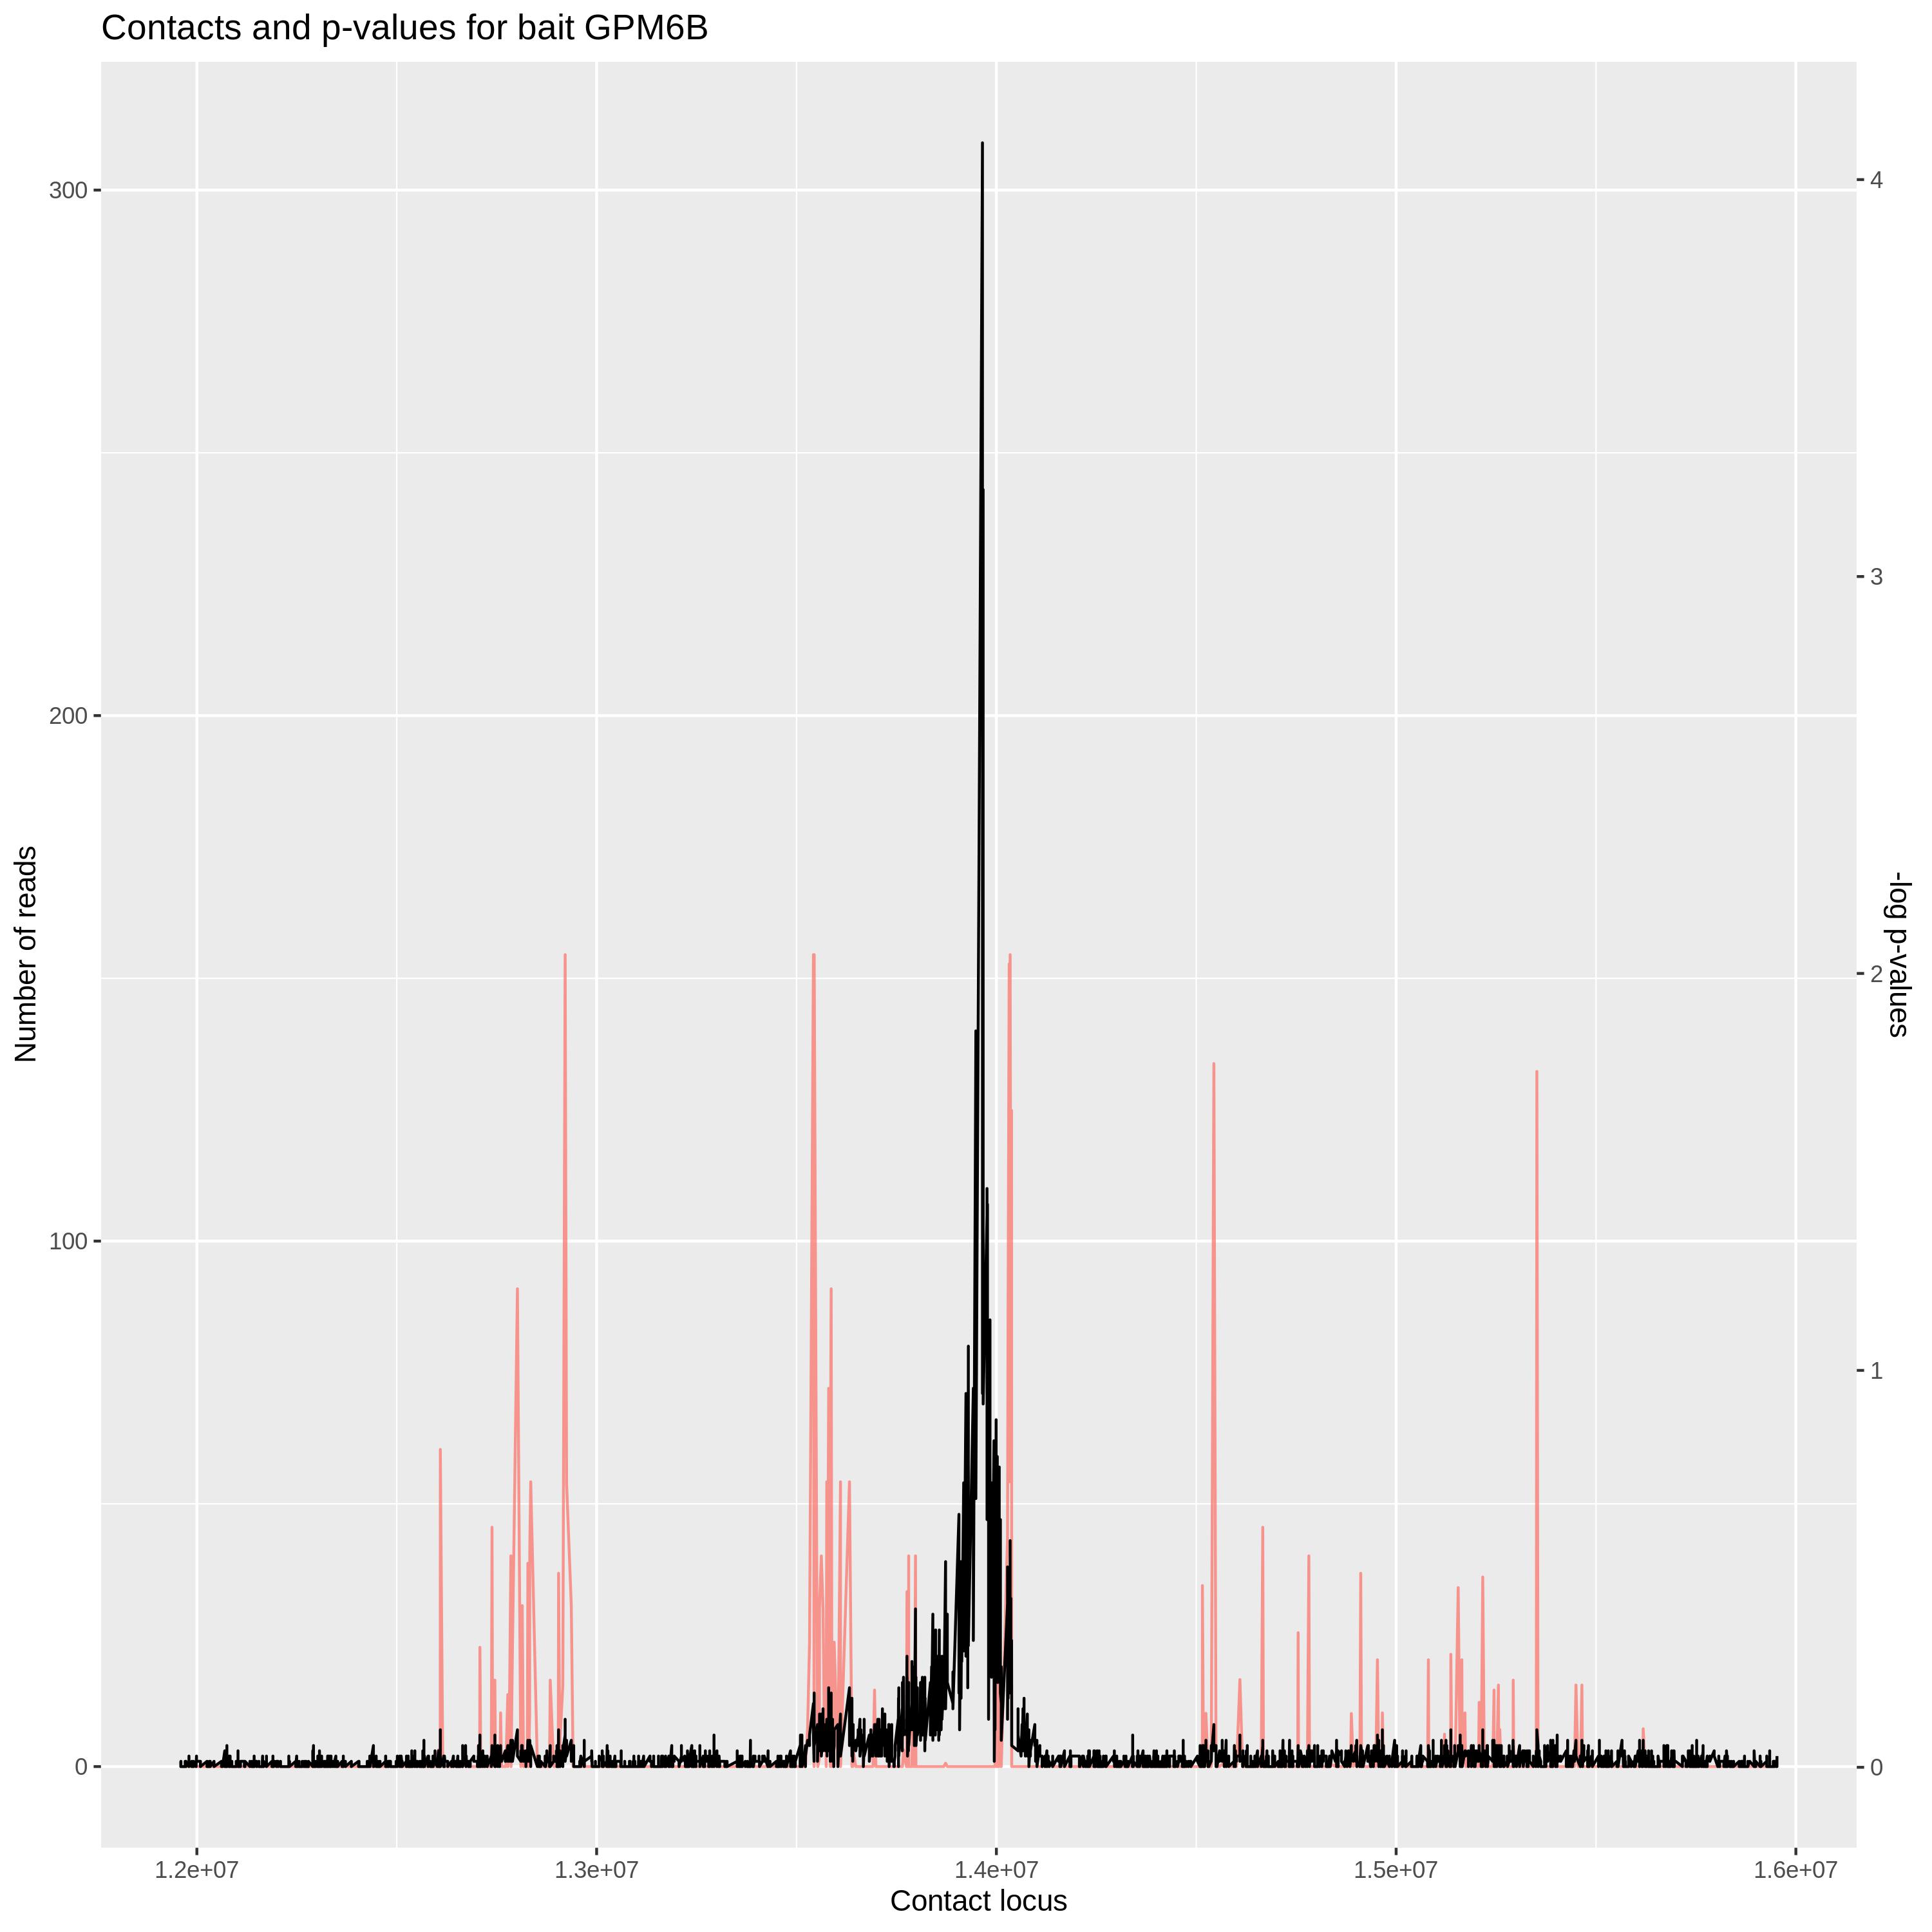 Contacts and p-values for bait GPM6B
300
200
100
0
Number of reads
4
3
2
1
0
-log p-values
1.2e+07
1.3e+07
1.4e+07
1.5e+07
1.6e+07
Contact locus